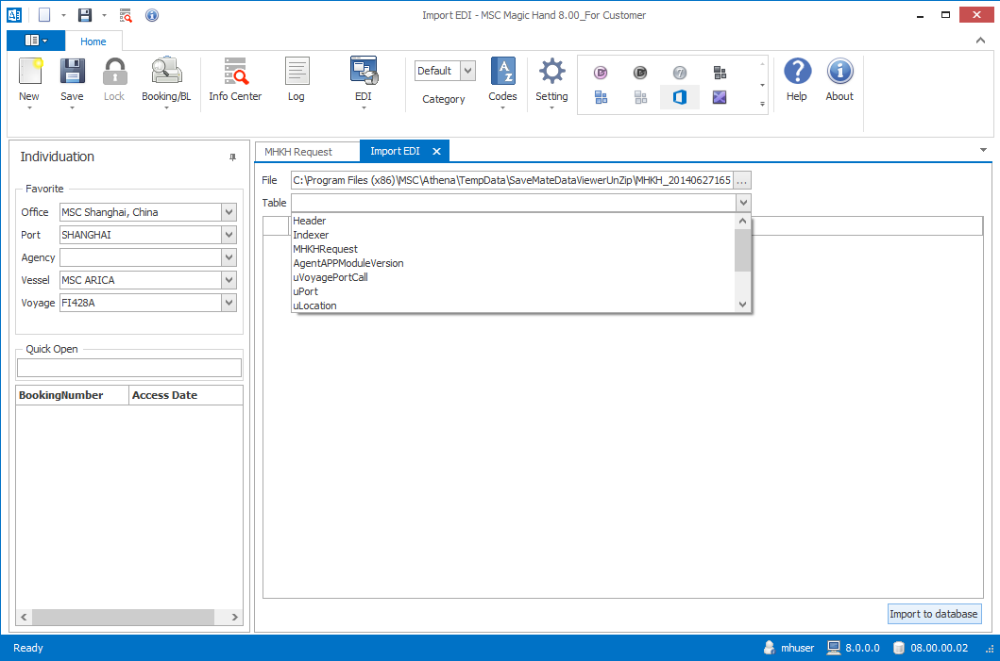 Import EDI - MSC Magic Hand 8.00_For Customer
Home
New
Save
Lock
Booking/BL
Info Center
Log
EDI
Default
Category
Codes
Setting
Help
About
Individuation
Favorite
Office MSC Shanghai, China
Port SHANGHAI
Agency
Vessel MSC ARICA
Voyage FI428A
Quick Open
BookingNumber Access Date
MHKH Request Import EDI
File C:\Program Files (x86)\MSC\Athena\TempData\SaveMateDataViewerUnZip\MHKH_20140627165 ...
Table
Header
Indexer
MHKHRequest
AgentAPPModuleVersion
uVoyagePortCall
uPort
uLocation
Import to database
Ready mhuser 8.0.0.0 08.00.00.02